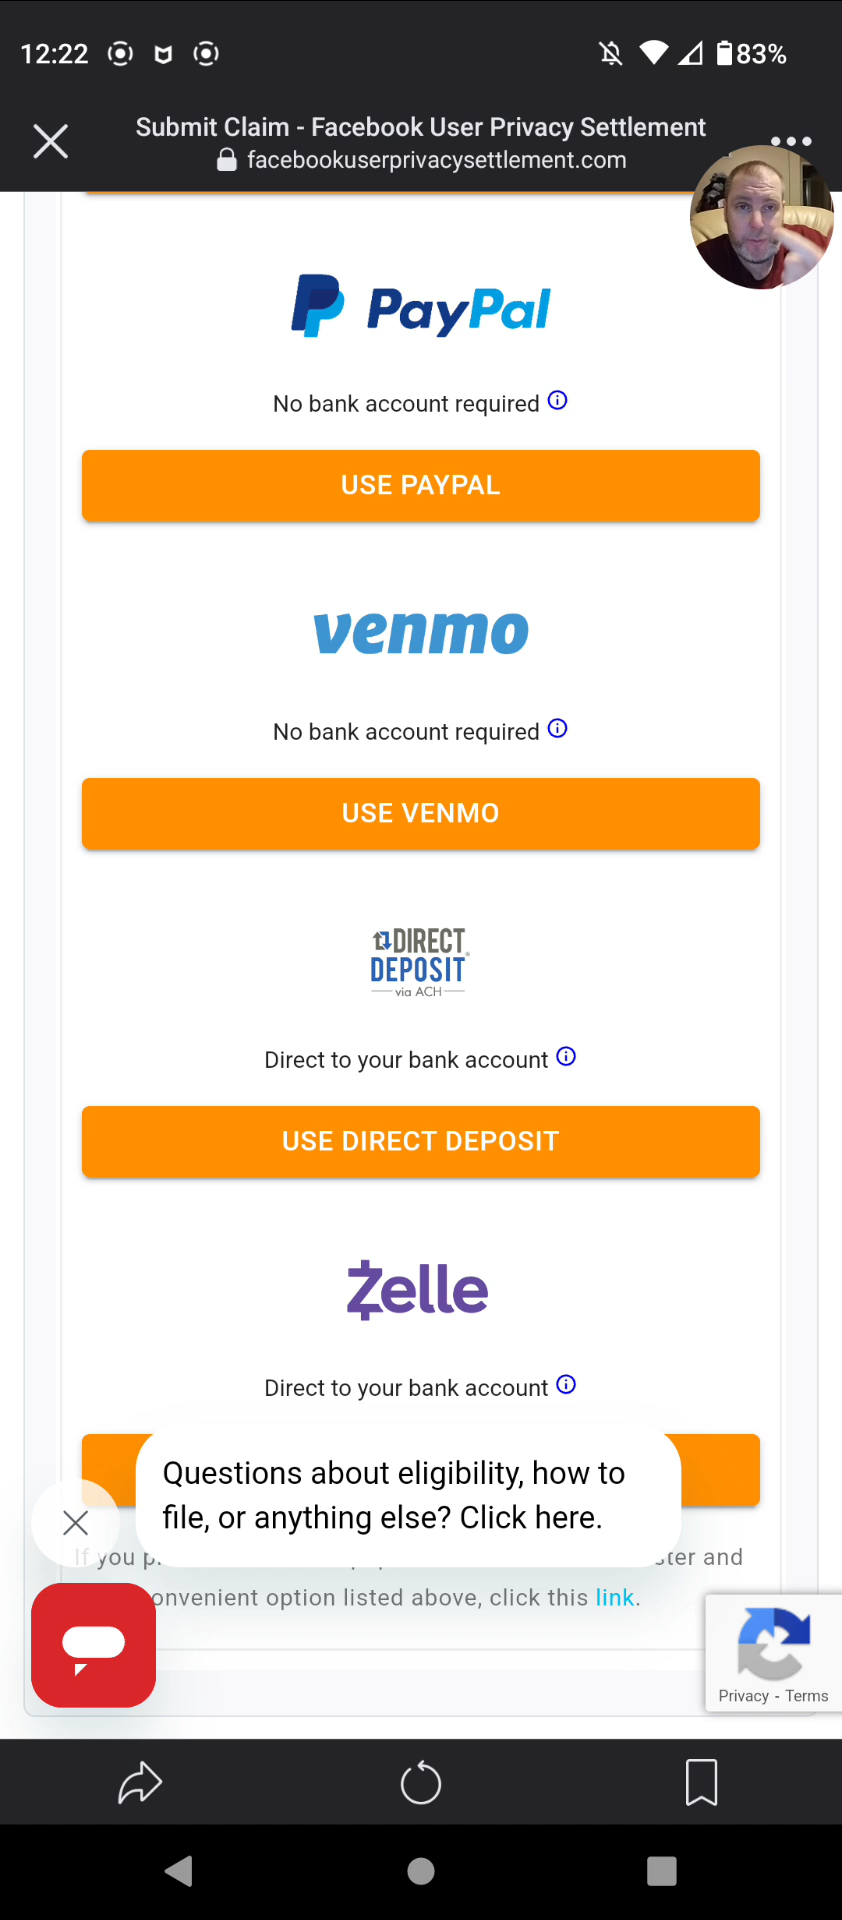 12:22
83%
Submit Claim - Facebook User Privacy Settlement
facebookuserprivacysettlement.com
PayPal
No bank account required
USE PAYPAL
venmo
No bank account required
USE VENMO
DIRECT
DEPOSIT
via ACH
Direct to your bank account
USE DIRECT DEPOSIT
Zelle
Direct to your bank account
Questions about eligibility, how to
file, or anything else? Click here.
If you
and
option listed above, click this link.
Privacy - Terms